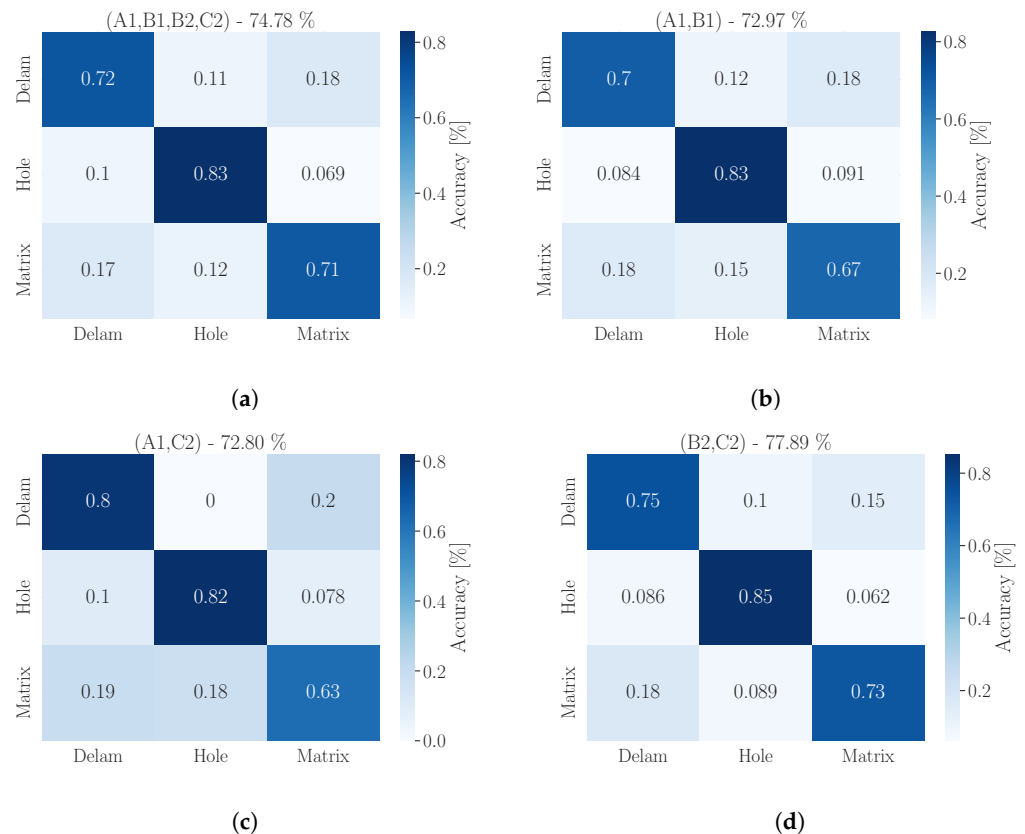 (A1,B1,B2,C2) - 74.78 %
Delam 0.72 0.11 0.18
Hole 0.1 0.83 0.069
Matrix 0.17 0.12 0.71
Delam Hole Matrix
0.8
0.6
0.4
0.2
Accuracy [%]
(a)
(A1,B1) - 72.97 %
Delam 0.7 0.12 0.18
Hole 0.084 0.83 0.091
Matrix 0.18 0.15 0.67
Delam Hole Matrix
0.8
0.6
0.4
0.2
Accuracy [%]
(b)
(A1,C2) - 72.80 %
Delam 0.8 0 0.2
Hole 0.1 0.82 0.078
Matrix 0.19 0.18 0.63
Delam Hole Matrix
0.8
0.6
0.4
0.2
0.0
Accuracy [%]
(c)
(B2,C2) - 77.89 %
Delam 0.75 0.1 0.15
Hole 0.086 0.85 0.062
Matrix 0.18 0.089 0.73
Delam Hole Matrix
0.8
0.6
0.4
0.2
Accuracy [%]
(d)